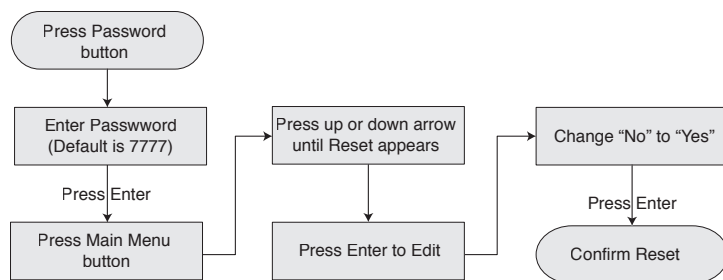 Press Password
button
Enter Passwword
(Default is 7777)
Press Enter
Press Main Menu
button
Press up or down arrow
until Reset appears
Press Enter to Edit
Change “No” to “Yes”
Press Enter
Confirm Reset